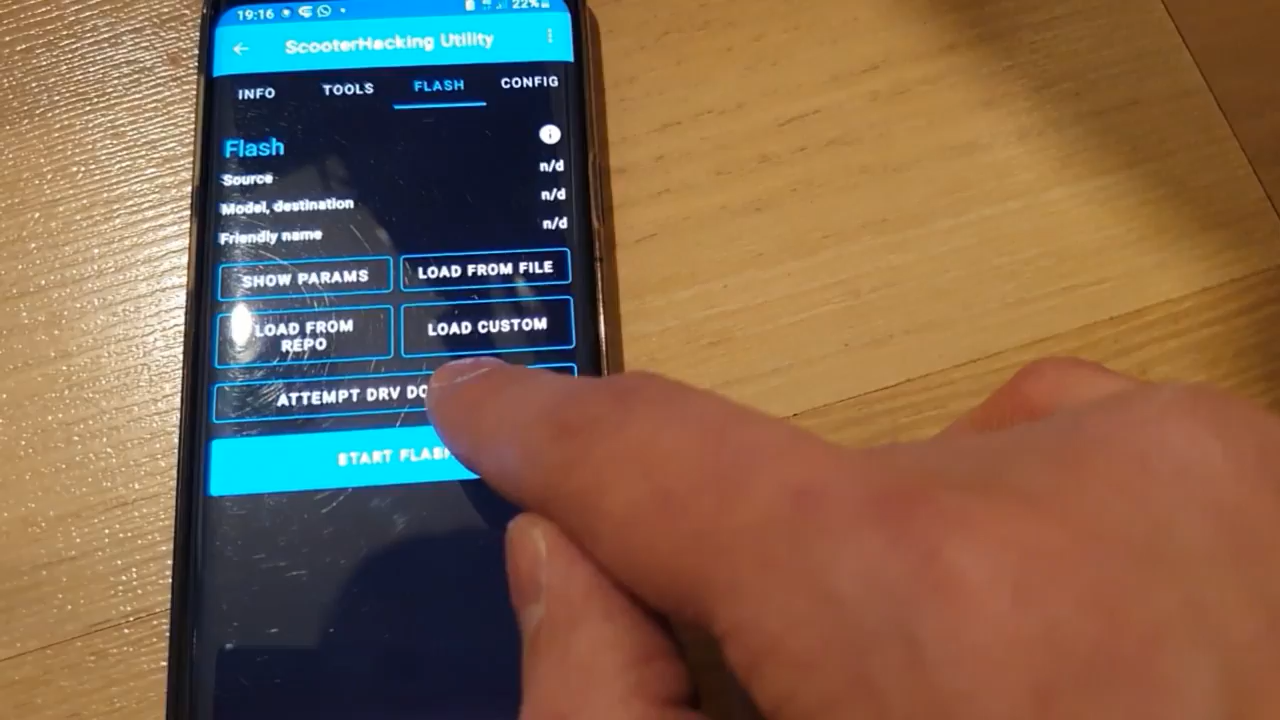 19:16 22%
ScooterHacking Utility
INFO TOOLS FLASH CONFIG
Flash
Source n/d
Model, destination n/d
Friendly name n/d
SHOW PARAMS LOAD FROM FILE
LOAD FROM
REPO
LOAD CUSTOM
ATTEMPT DRV DO
START FLASH